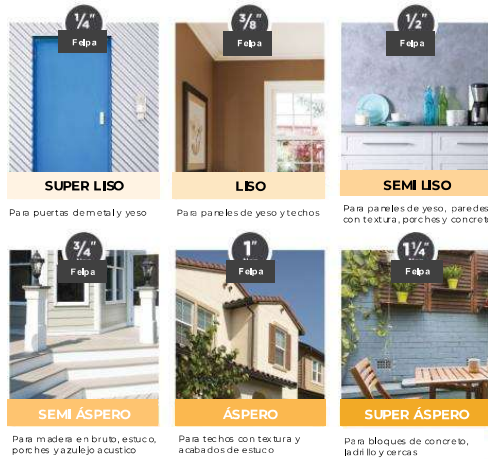 1/4"
Felpa
3/8"
Felpa
1/2"
Felpa
SUPER LISO
LISO
SEMI LISO
Para puertas de metal y yeso
Para paneles de yeso y techos
Para paneles de yeso, paredes
con textura, porches y concreto
3/4"
Felpa
1"
Felpa
1 1/4"
Felpa
SEMI ÁSPERO
ÁSPERO
SUPER ÁSPERO
Para madera en bruto, estuco,
porches y azulejo acustico
Para techos con textura y
acabados de estuco
Para bloques de concreto,
ladrillo y cercas